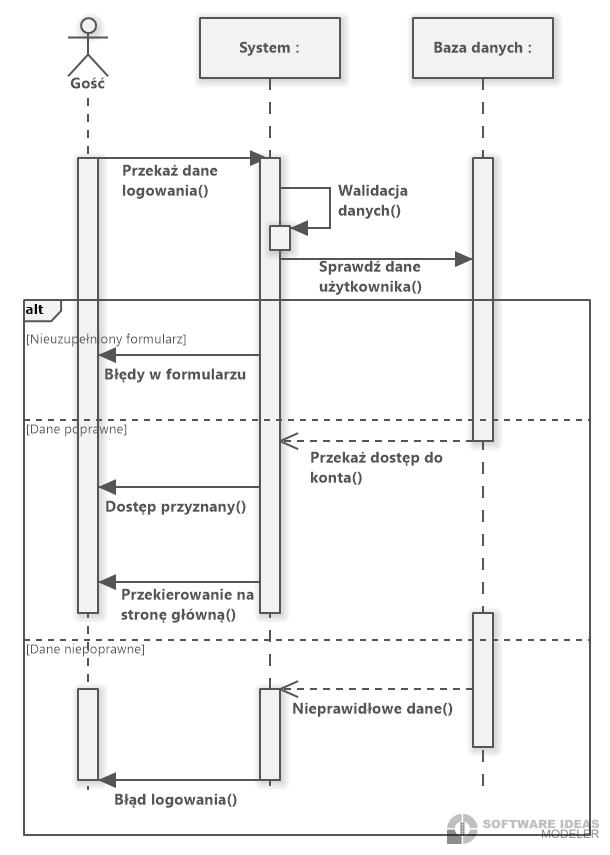 Gość
System :
Baza danych :
Przekaż dane
logowania()
Walidacja
danych()
Sprawdź dane
użytkownika()
alt
[Nieuzupełniony formularz]
Błędy w formularzu
[Dane poprawne]
Przekaż dostęp do
konta()
Dostęp przyznany()
Przekierowanie na
stronę główną()
[Dane niepoprawne]
Nieprawidłowe dane()
Błąd logowania()
SOFTWARE IDEAS
MODELER